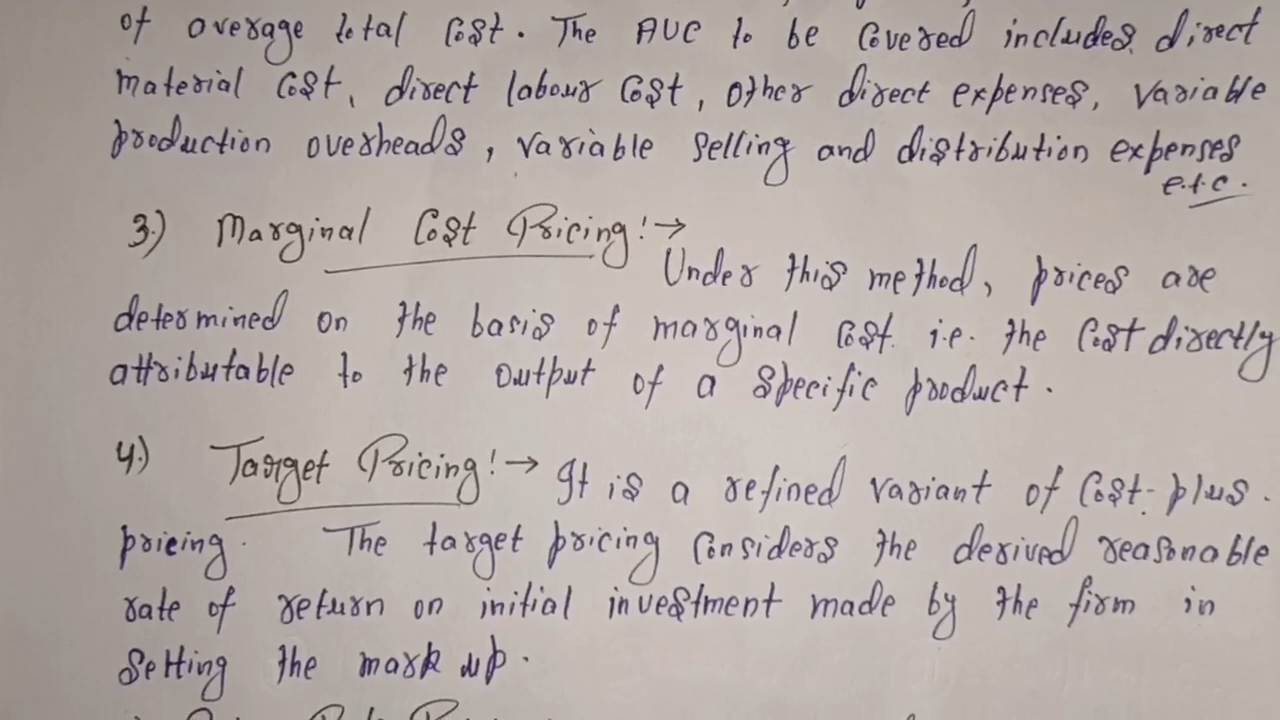 of average total Cost. The AVC to be Covered includes direct
material Cost, direct labour Cost, other direct expenses, variable
production overheads, variable selling and distribution expenses
e.t.c.
3.) Marginal Cost Pricing!→
Under this method, prices are
determined on the basis of marginal Cost. i.e. the Cost directly
attributable to the output of a specific product.
4.) Target Pricing!→ It is a refined variant of Cost-plus.
pricing. The target pricing Considers the derived reasonable
rate of return on initial investment made by the firm in
setting the mark up.